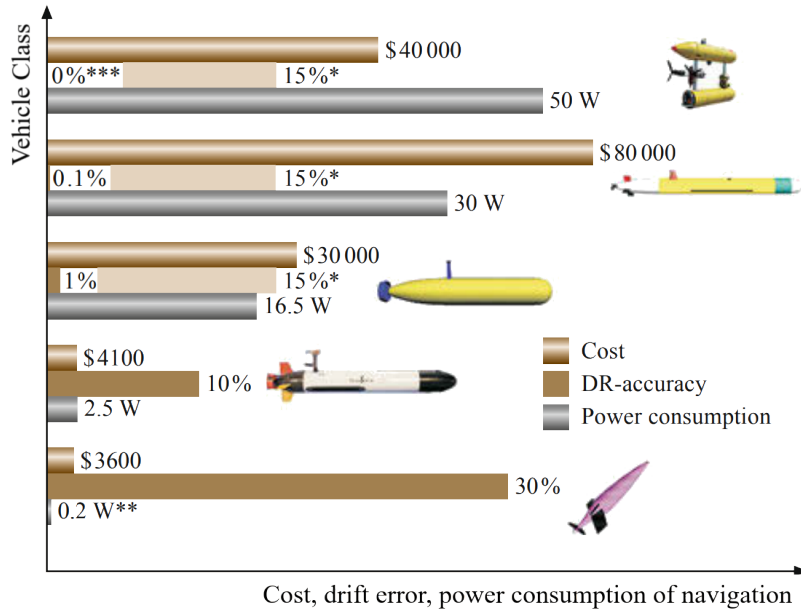 Vehicle Class
$40 000
0%***
15%*
50 W
$80 000
0.1%
15%*
30 W
$30 000
1%
15%*
16.5 W
$4100
10%
2.5 W
$3600
30%
0.2 W**
Cost
DR-accuracy
Power consumption
Cost, drift error, power consumption of navigation